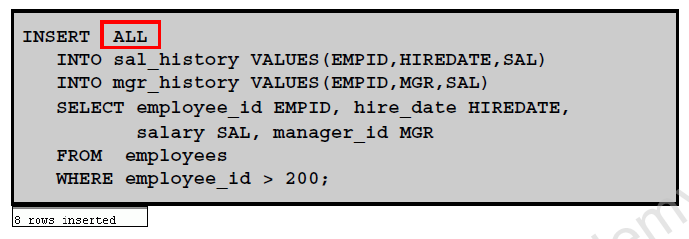 INSERT ALL
INTO sal_history VALUES(EMPID,HIREDATE,SAL)
INTO mgr_history VALUES(EMPID,MGR,SAL)
SELECT employee_id EMPID, hire_date HIREDATE,
salary SAL, manager_id MGR
FROM employees
WHERE employee_id > 200;
8 rows inserted